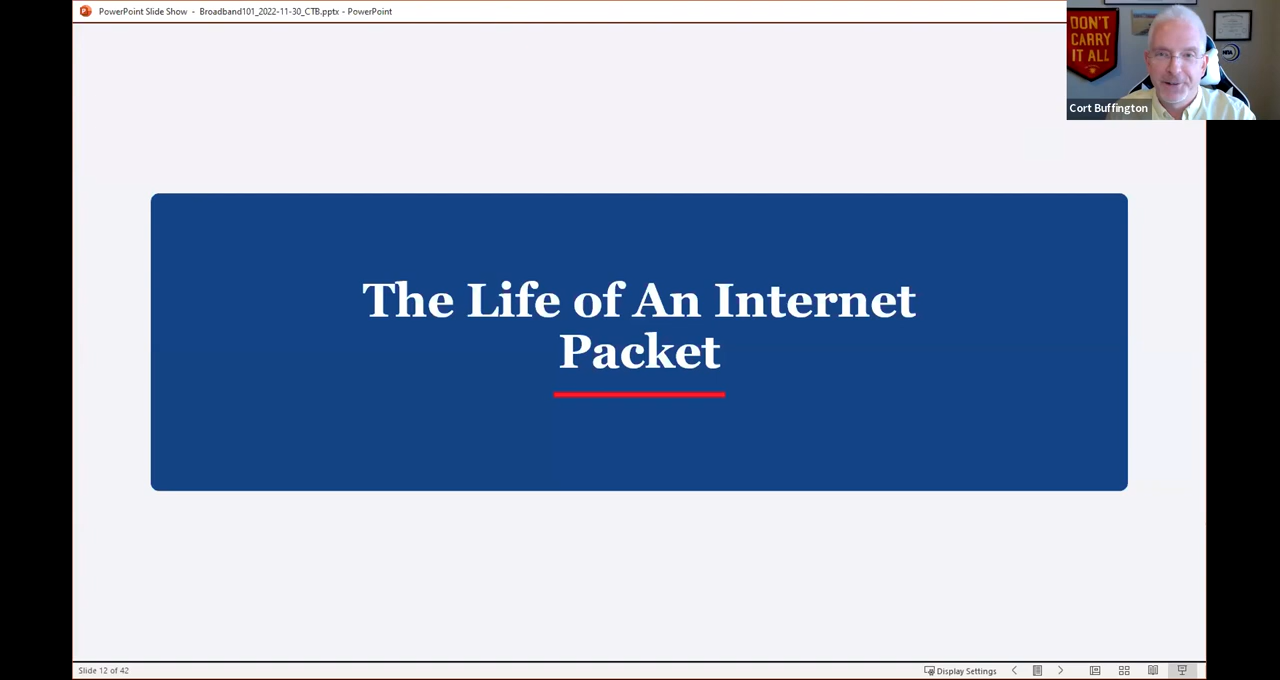 PowerPoint Slide Show - Broadband101_2022-11-30_CTB.pptx - PowerPoint
DON'T
CARRY
IT ALL
Cort Buffington
The Life of An Internet
Packet
Slide 12 of 42
Display Settings